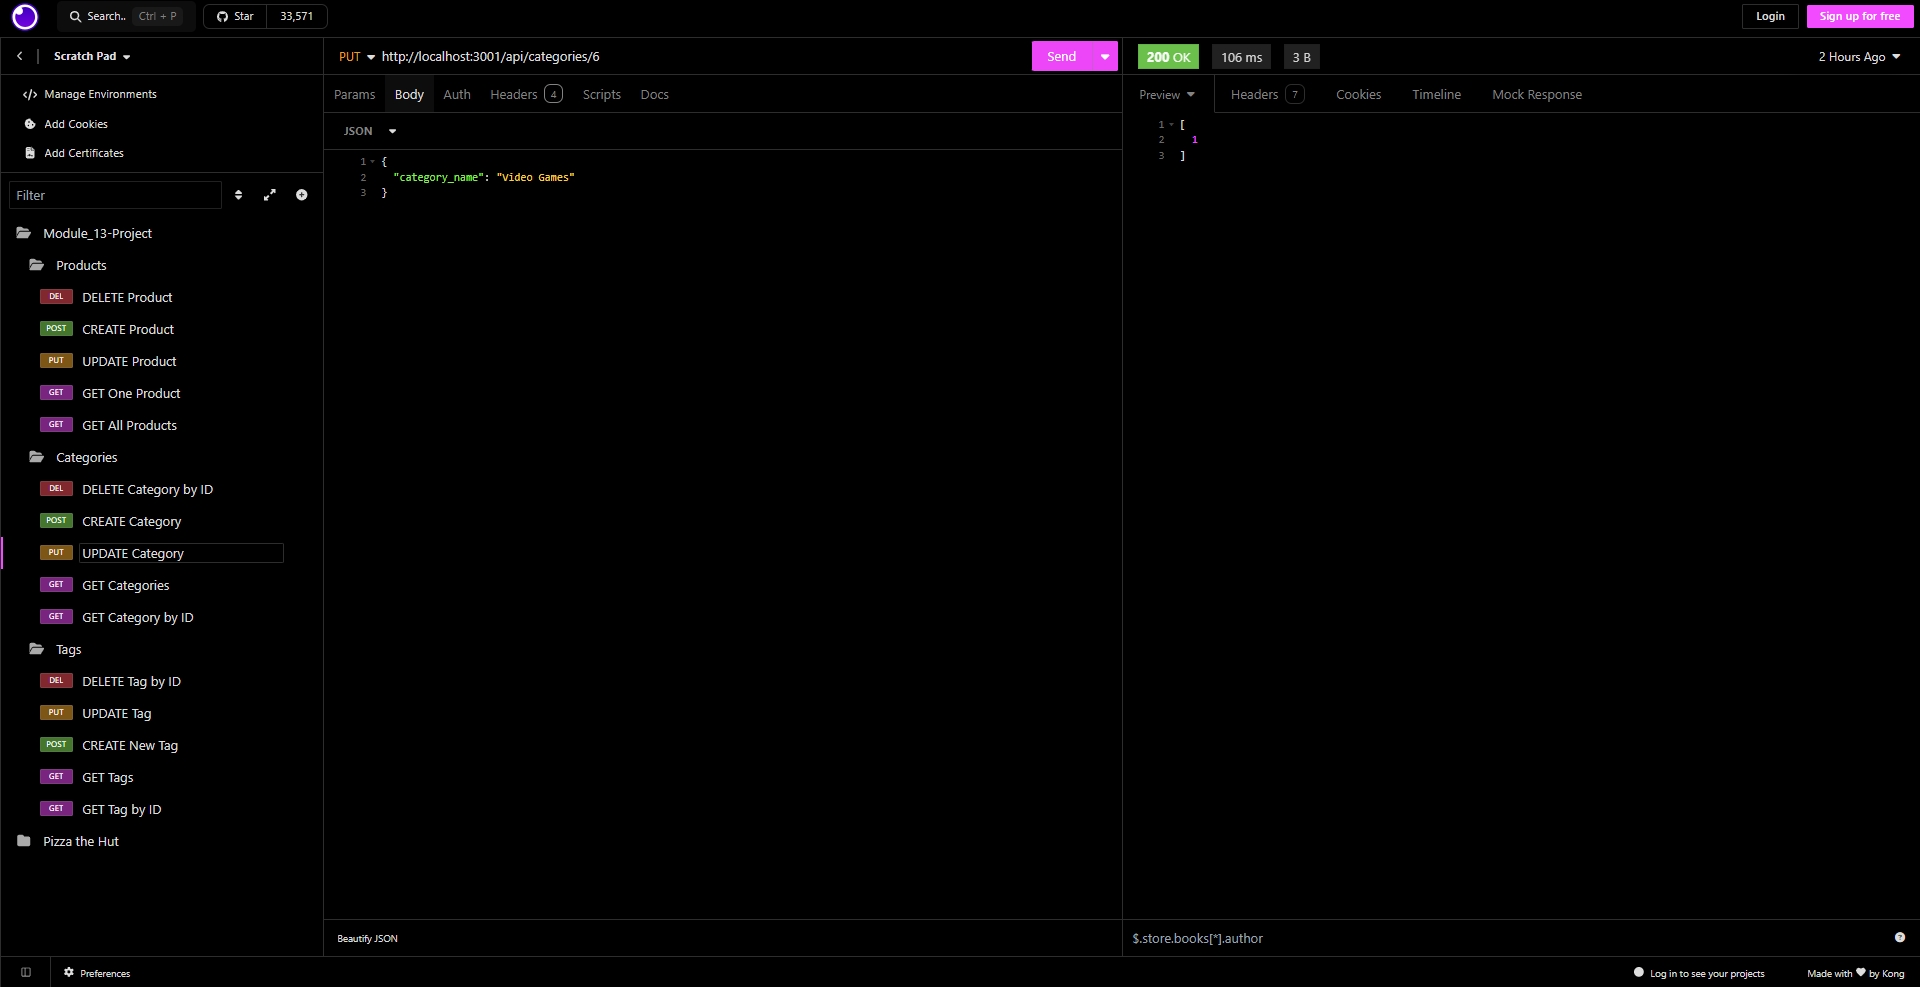 Search.. Ctrl + P Star 33,571 Login Sign up for free
Scratch Pad
PUT http://localhost:3001/api/categories/6 Send
200 OK 106 ms 3 B 2 Hours Ago
Manage Environments
Add Cookies
Add Certificates
Filter
Module_13-Project
Products
DEL DELETE Product
POST CREATE Product
PUT UPDATE Product
GET GET One Product
GET GET All Products
Categories
DEL DELETE Category by ID
POST CREATE Category
PUT UPDATE Category
GET GET Categories
GET GET Category by ID
Tags
DEL DELETE Tag by ID
PUT UPDATE Tag
POST CREATE New Tag
GET GET Tags
GET GET Tag by ID
Pizza the Hut
Params Body Auth Headers 4 Scripts Docs
JSON
1 {
2 "category_name": "Video Games"
3 }
Beautify JSON
Preview Headers 7 Cookies Timeline Mock Response
1 [
2 1
3 ]
$.store.books[*].author
Preferences
Log in to see your projects Made with by Kong